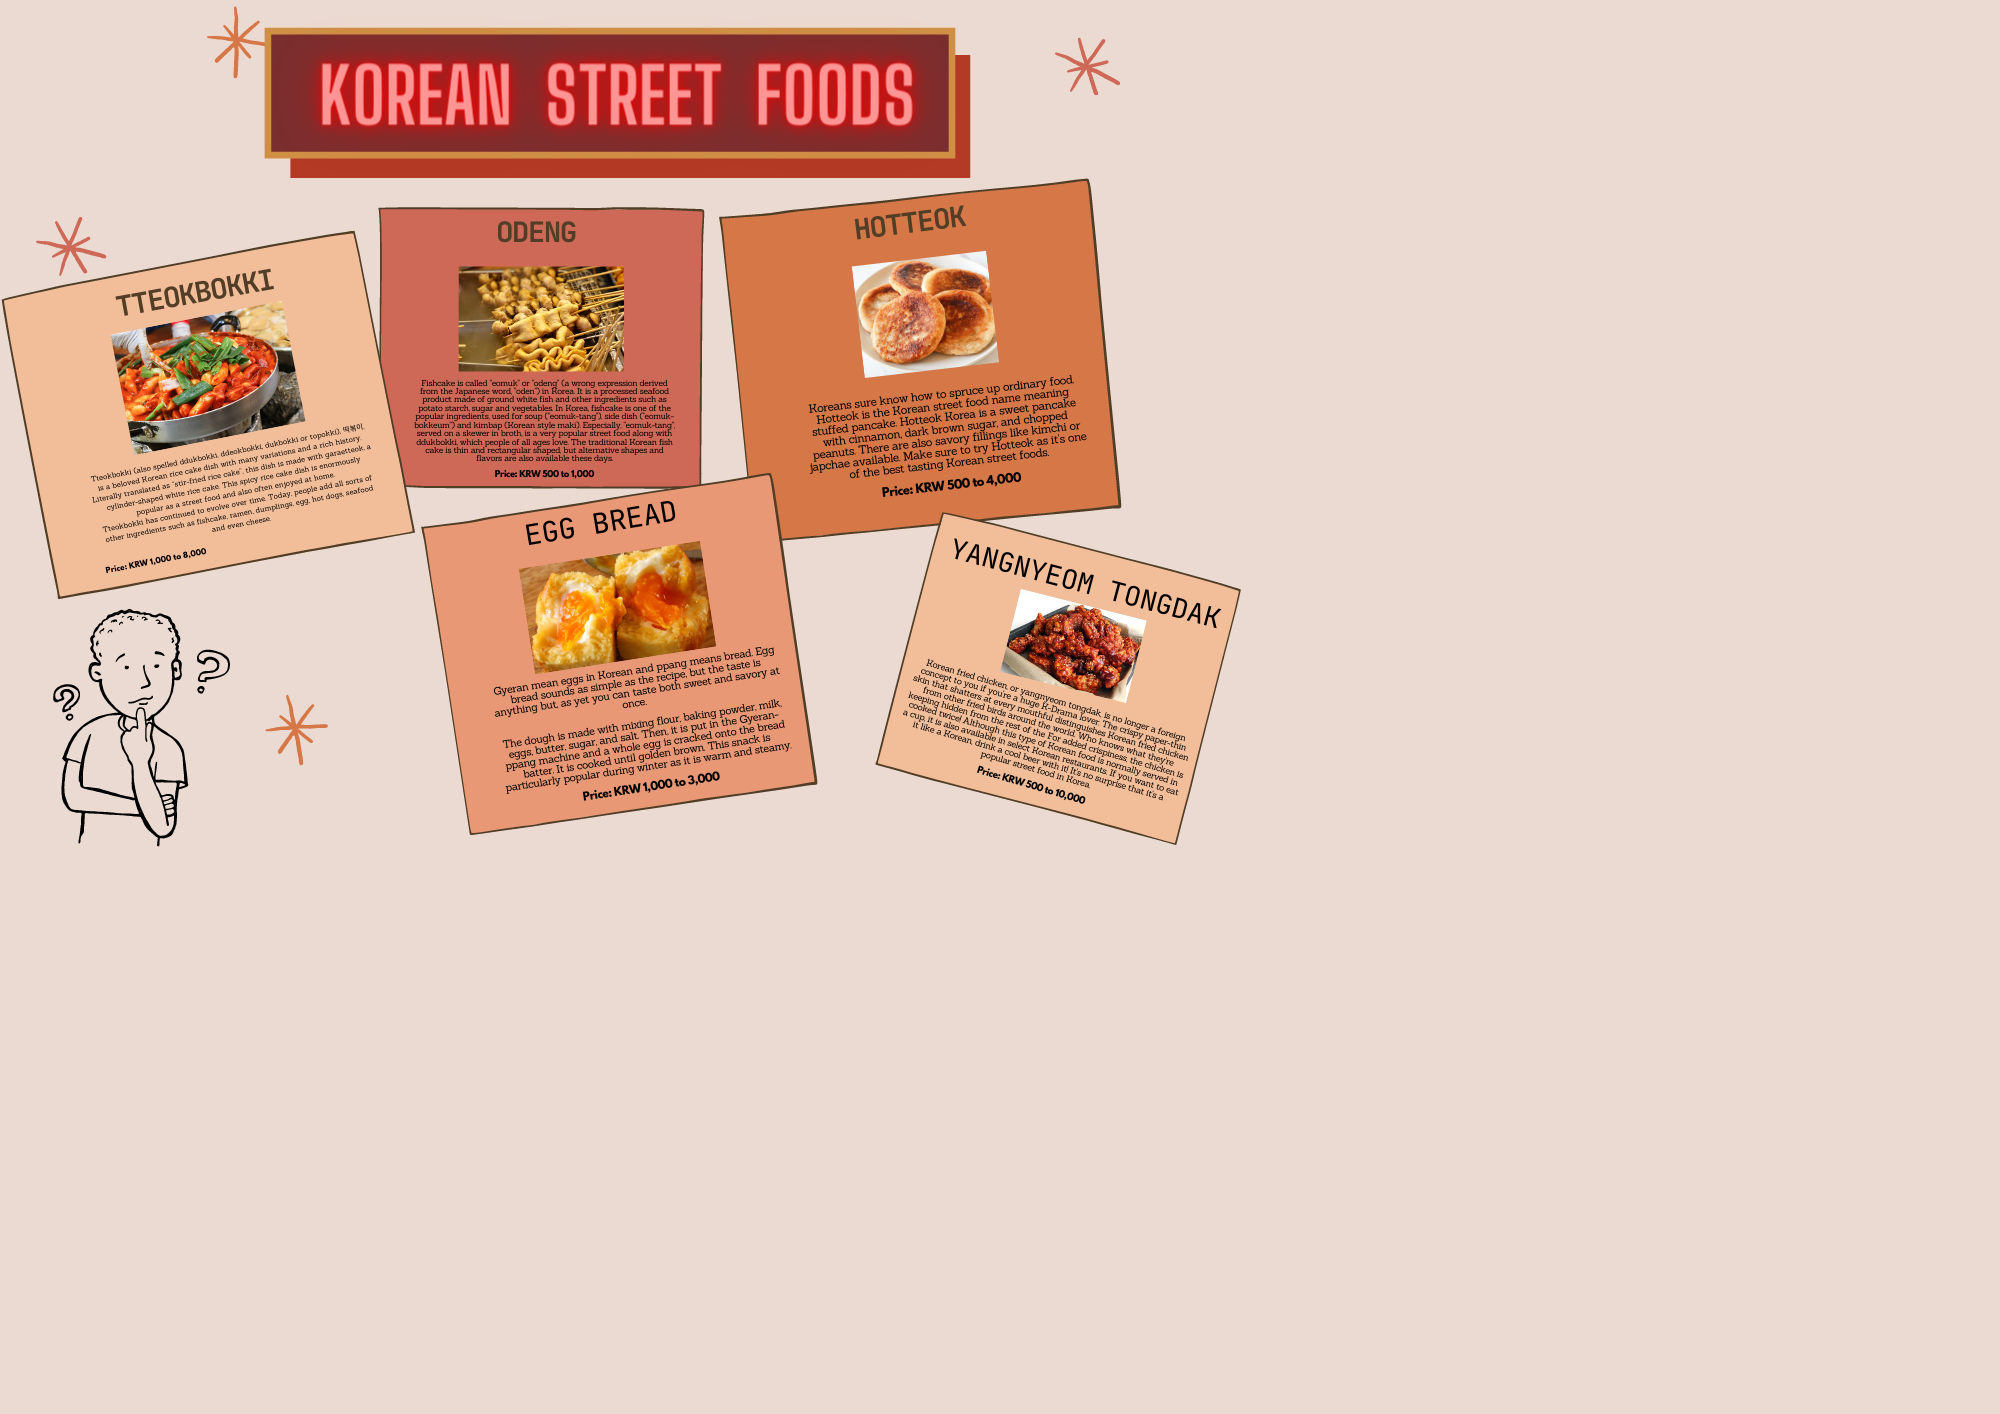 KOREAN STREET FOODS
TTEOKBOKKI
Tteokbokki (also spelled ddukbokki, ddeokbokki, dukbokki or topokki), 떡볶이,
is a beloved Korean rice cake dish with many variations and a rich history.
Literally translated as "stir-fried rice cake", this dish is made with garaetteok, a
cylinder-shaped white rice cake. This spicy rice cake dish is enormously
popular as a street food and also often enjoyed at home.
Tteokbokki has continued to evolve over time. Today, people add all sorts of
other ingredients such as fishcake, ramen, dumplings, egg, hot dogs, seafood
and even cheese.
Price: KRW 1,000 to 8,000
ODENG
Fishcake is called "eomuk" or "odeng" (a wrong expression derived
from the Japanese word, "oden") in Korea. It is a processed seafood
product made of ground white fish and other ingredients such as
potato starch, sugar and vegetables. In Korea, fishcake is one of the
popular ingredients, used for soup ("eomuk-tang"), side dish ("eomuk-
bokkeum") and kimbap (Korean style maki). Especially, "eomuk-tang",
served on a skewer in broth, is a very popular street food along with
ddukbokki, which people of all ages love. The traditional Korean fish
cake is thin and rectangular shaped, but alternative shapes and
flavors are also available these days.
Price: KRW 500 to 1,000
HOTTEOK
Koreans sure know how to spruce up ordinary food.
Hotteok is the Korean street food name meaning
stuffed pancake. Hotteok Korea is a sweet pancake
with cinnamon, dark brown sugar, and chopped
peanuts. There are also savory fillings like kimchi or
japchae available. Make sure to try Hotteok as it's one
of the best tasting Korean street foods.
Price: KRW 500 to 4,000
EGG BREAD
Gyeran mean eggs in Korean and ppang means bread. Egg
bread sounds as simple as the recipe, but the taste is
anything but, as yet you can taste both sweet and savory at
once.
The dough is made with mixing flour, baking powder, milk,
eggs, butter, sugar, and salt. Then, it is put in the Gyeran-
ppang machine and a whole egg is cracked onto the bread
batter. It is cooked until golden brown. This snack is
particularly popular during winter as it is warm and steamy.
Price: KRW 1,000 to 3,000
YANGNYEOM TONGDAK
Korean fried chicken, or yangnyeom tongdak, is no longer a foreign
concept to you if you're a huge K-Drama lover. The crispy paper-thin
skin that shatters at every mouthful distinguishes Korean fried chicken
from other fried birds around the world. Who knows what they're
keeping hidden from the rest of the For added crispiness, the chicken is
cooked twice! Although this type of Korean food is normally served in
a cup, it is also available in select Korean restaurants. If you want to eat
it like a Korean, drink a cool beer with it! It's no surprise that it's a
popular street food in Korea.
Price: KRW 500 to 10,000
? ?